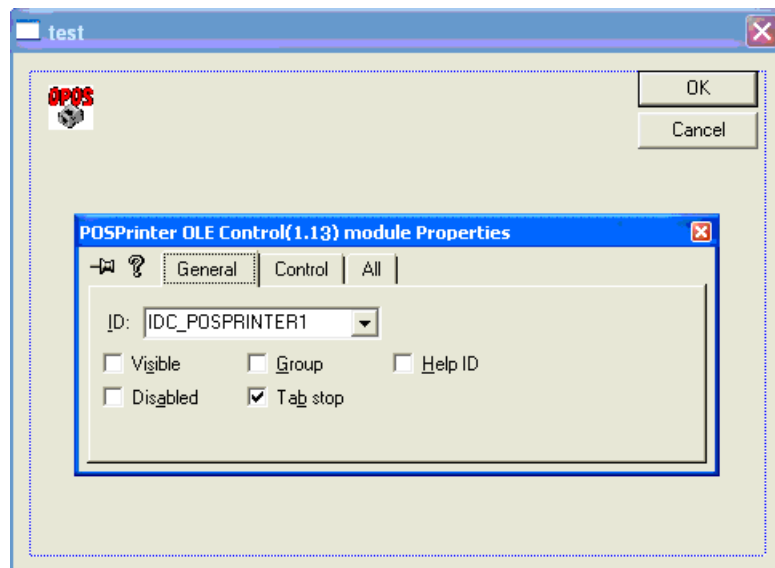 test
OPOS
OK
Cancel
POSPrinter OLE Control(1.13) module Properties
? General Control All
ID: IDC_POSPRINTER1
Visible Group Help ID
Disabled Tab stop